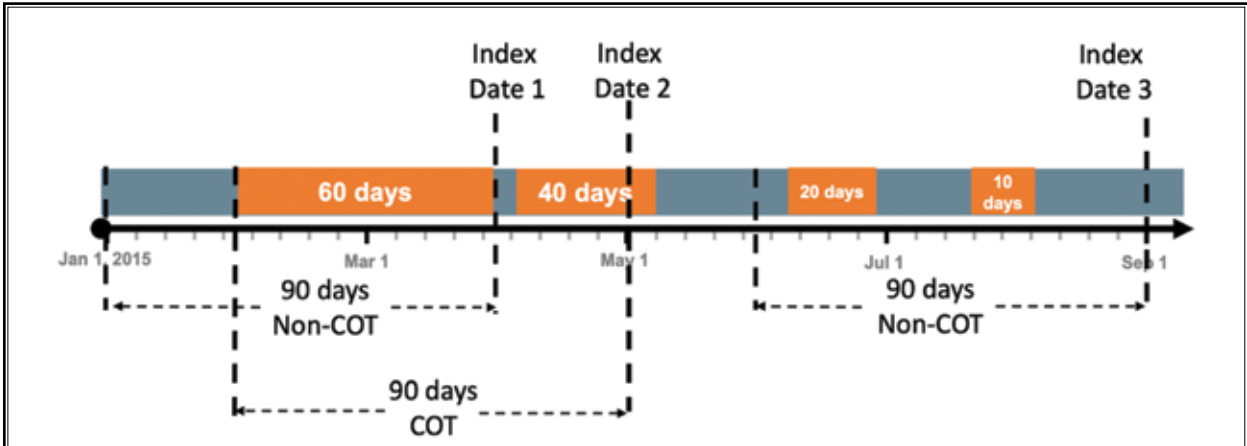 Index Date 1
Index Date 2
Index Date 3
60 days
40 days
20 days
10 days
Jan 1, 2015
Mar 1
May 1
Jul 1
Sep 1
90 days
Non-COT
90 days
Non-COT
90 days
COT